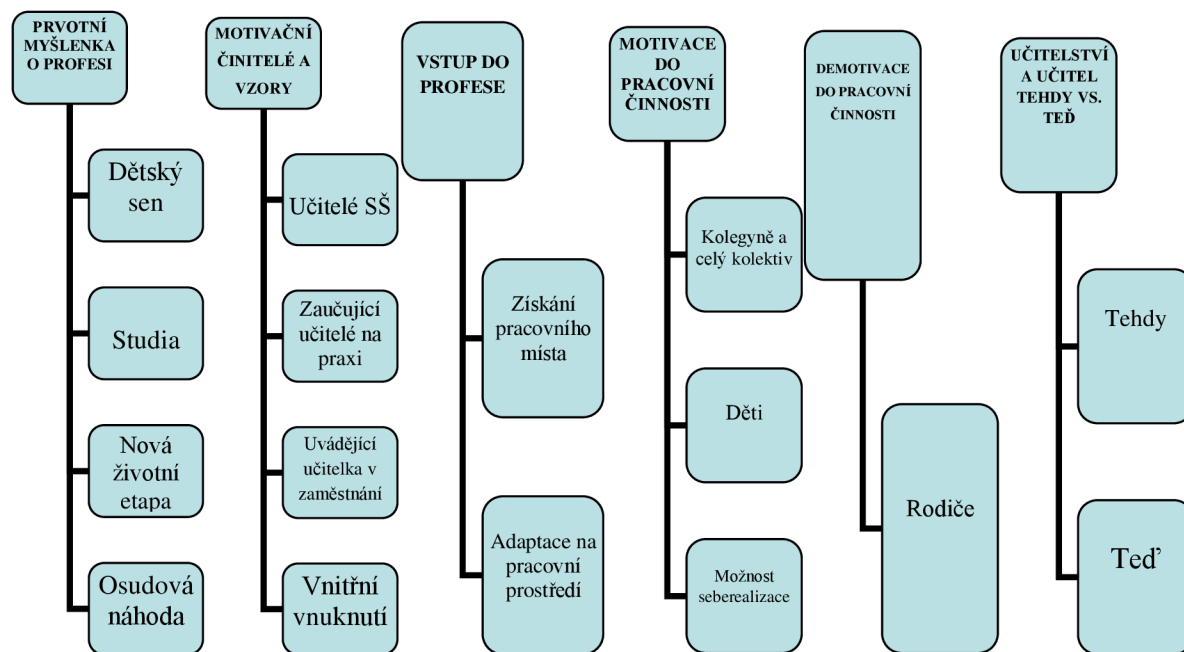 PRVOTNÍ
MYŠLENKA
O PROFESI
Dětský
sen
Studia
Nová
životní
etapa
Osudová
náhoda
MOTIVAČNÍ
ČINITELÉ A
VZORY
Učitelé SŠ
Zaučující
učitelé na
praxi
Uvádějící
učitelka v
zaměstnání
Vnitřní
vnuknutí
VSTUP DO
PROFESE
Získání
pracovního
místa
Adaptace na
pracovní
prostředí
MOTIVACE
DO
PRACOVNÍ
ČINNOSTI
Kolegyně a
celý kolektiv
Děti
Možnost
seberealizace
DEMOTIVACE
DO PRACOVNÍ
ČINNOSTI
Rodiče
UČITELSTVÍ
A UČITEL
TEHDY VS.
TEĎ
Tehdy
Teď